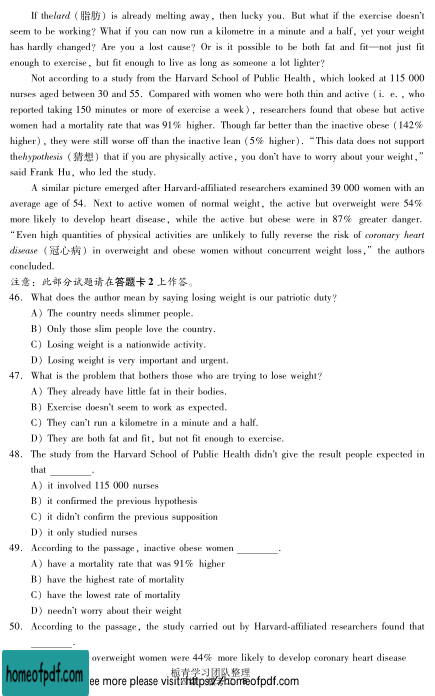 If thelard (脂肪) is already melting away, then lucky you. But what if the exercise doesn't
seem to be working? What if you can now run a kilometre in a minute and a half, yet your weight
has hardly changed? Are you a lost cause? Or is it possible to be both fat and fit—not just fit
enough to exercise, but fit enough to live as long as someone a lot lighter?
Not according to a study from the Harvard School of Public Health, which looked at 115 000
nurses aged between 30 and 55. Compared with women who were both thin and active (i. e. , who
reported taking 150 minutes or more of exercise a week), researchers found that obese but active
women had a mortality rate that was 91% higher. Though far better than the inactive obese (142%
higher), they were still worse off than the inactive lean (5% higher). "This data does not support
thehypothesis (猜想) that if you are physically active, you don't have to worry about your weight,"
said Frank Hu, who led the study.
A similar picture emerged after Harvard-affiliated researchers examined 39 000 women with an
average age of 54. Next to active women of normal weight, the active but overweight were 54%
more likely to develop heart disease, while the active but obese were in 87% greater danger.
"Even high quantities of physical activities are unlikely to fully reverse the risk of coronary heart
disease (冠心病) in overweight and obese women without concurrent weight loss," the authors
concluded.
注意：此部分试题请在答题卡 2 上作答。
46. What does the author mean by saying losing weight is our patriotic duty?
A) The country needs slimmer people.
B) Only those slim people love the country.
C) Losing weight is a nationwide activity.
D) Losing weight is very important and urgent.
47. What is the problem that bothers those who are trying to lose weight?
A) They already have little fat in their bodies.
B) Exercise doesn't seem to work as expected.
C) They can't run a kilometre in a minute and a half.
D) They are both fat and fit, but not fit enough to exercise.
48. The study from the Harvard School of Public Health didn't give the result people expected in
that ________.
A) it involved 115 000 nurses
B) it confirmed the previous hypothesis
C) it didn't confirm the previous supposition
D) it only studied nurses
49. According to the passage, inactive obese women ________.
A) have a mortality rate that was 91% higher
B) have the highest rate of mortality
C) have the lowest rate of mortality
D) needn't worry about their weight
50. According to the passage, the study carried out by Harvard-affiliated researchers found that
________.
overweight women were 44% more likely to develop coronary heart disease
栀青学习团队整理
ee more please visit: https://homeofpdf.com
homeofpdf.com